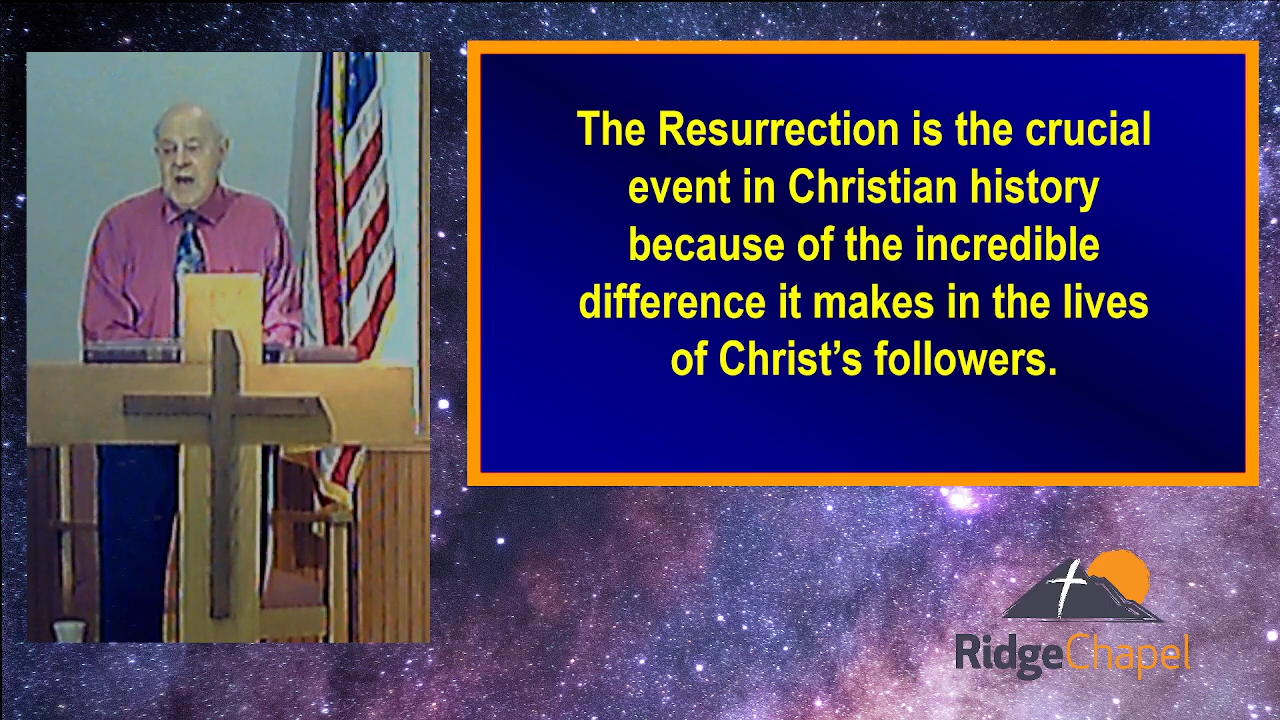 The Resurrection is the crucial
event in Christian history
because of the incredible
difference it makes in the lives
of Christ’s followers.
RidgeChapel